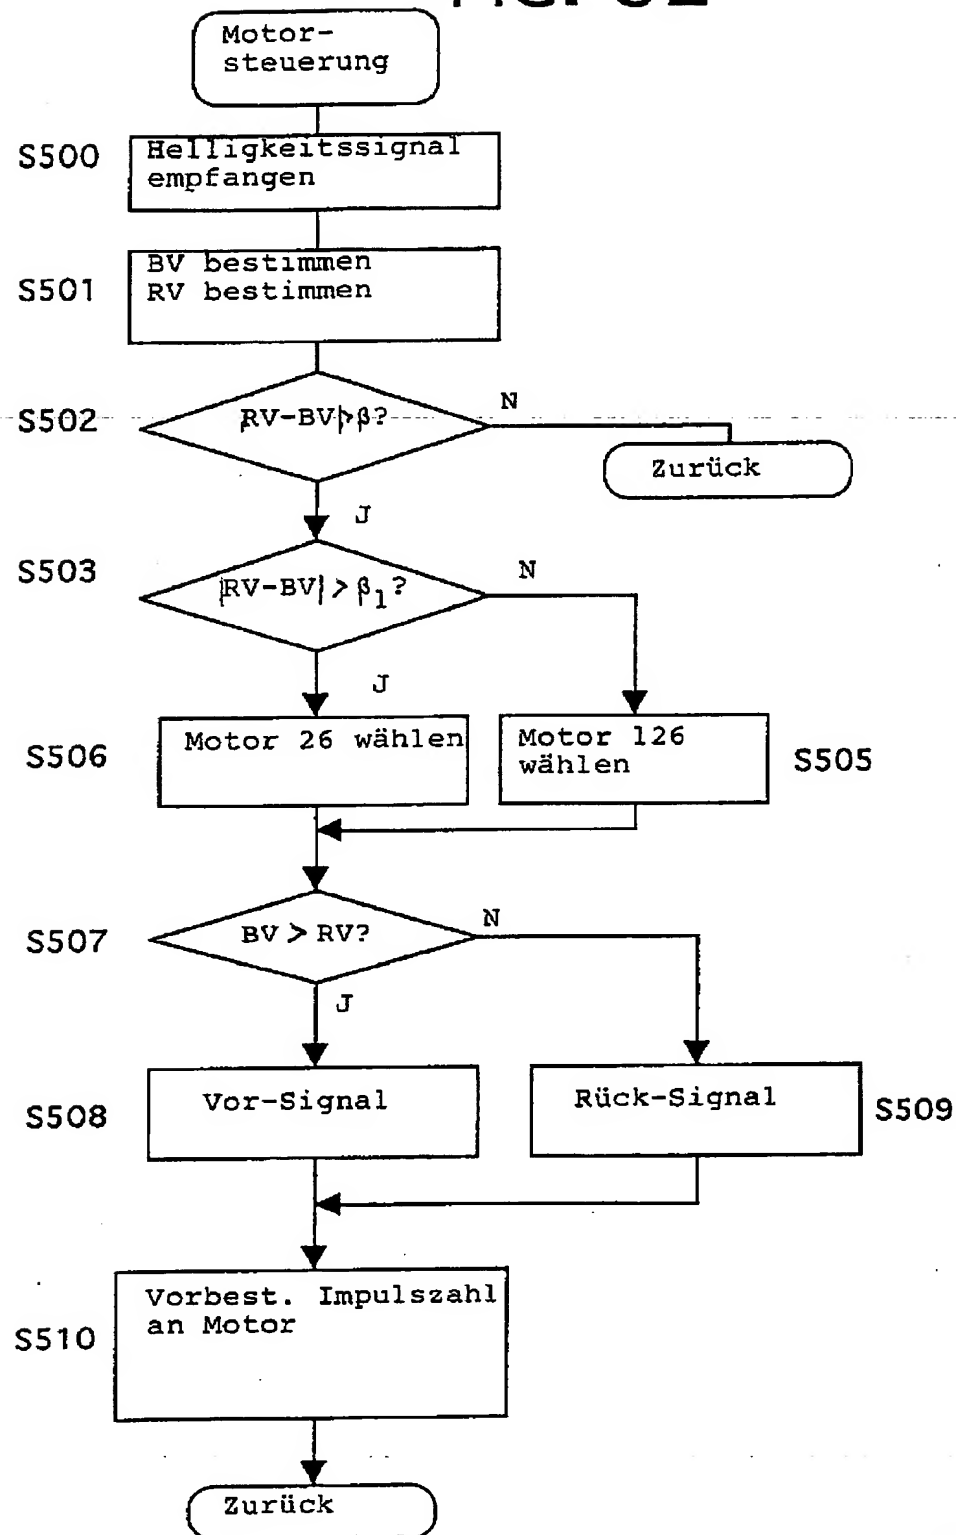 Motor-
steuerung
S500
Helligkeitssignal
empfangen
S501
BV bestimmen
RV bestimmen
S502
|RV-BV|>β?
N
Zurück
J
S503
|RV-BV| > β1?
N
J
S506
Motor 26 wählen
Motor 126
wählen
S505
S507
BV > RV?
N
J
S508
Vor-Signal
Rück-Signal
S509
S510
Vorbest. Impulszahl
an Motor
Zurück